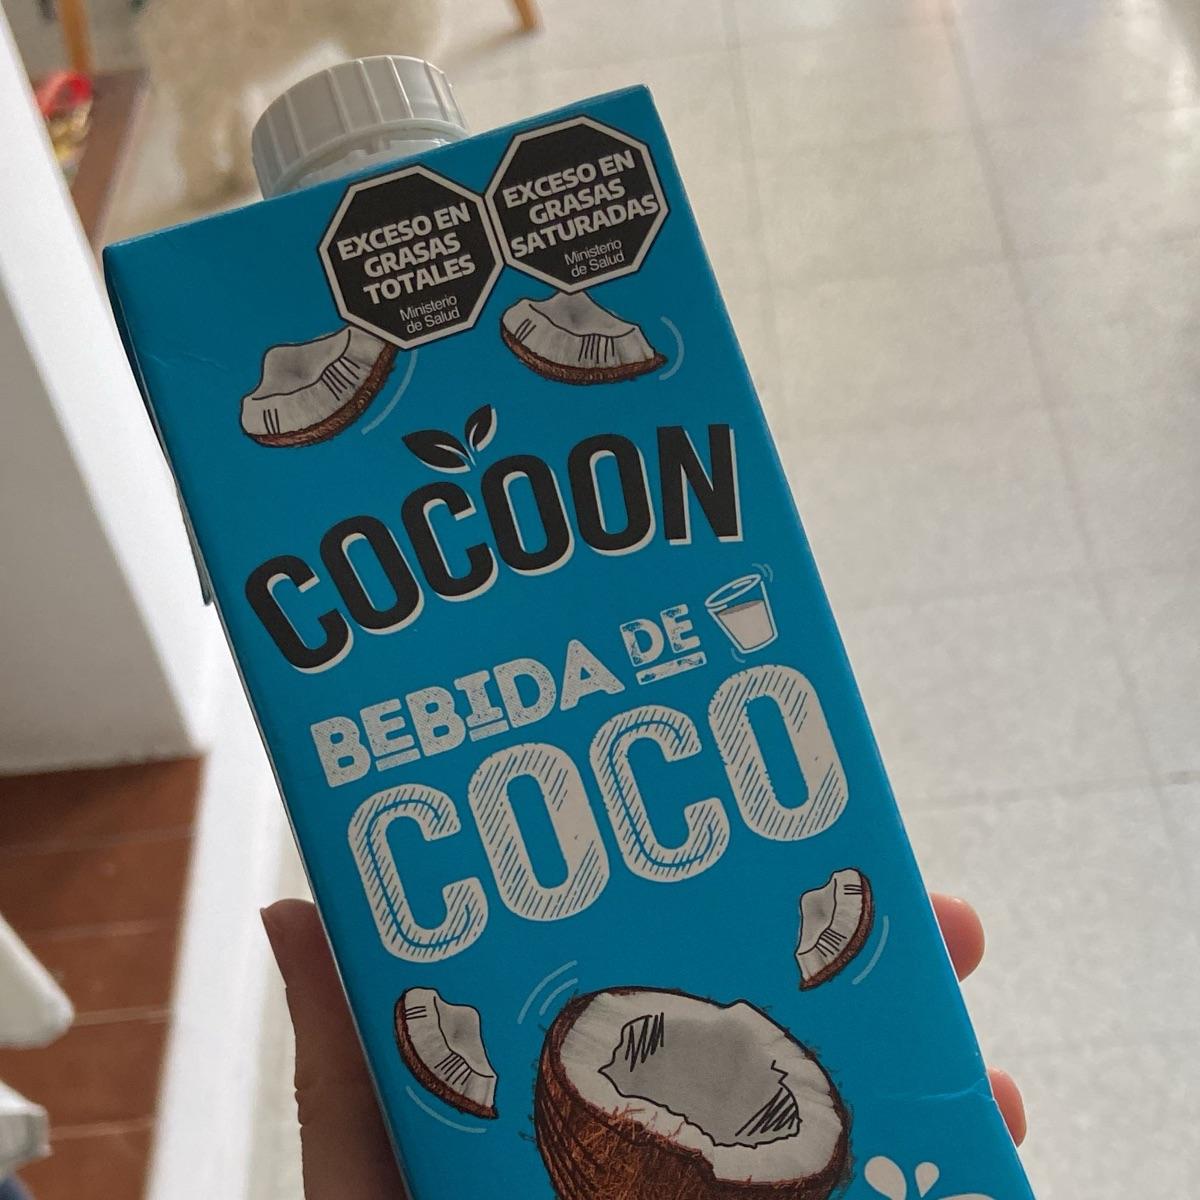 EXCESO EN
GRASAS
TOTALES
Ministerio
de Salud
EXCESO EN
GRASAS
SATURADAS
Ministerio
de Salud
COCOON
BEBIDA DE
COCO